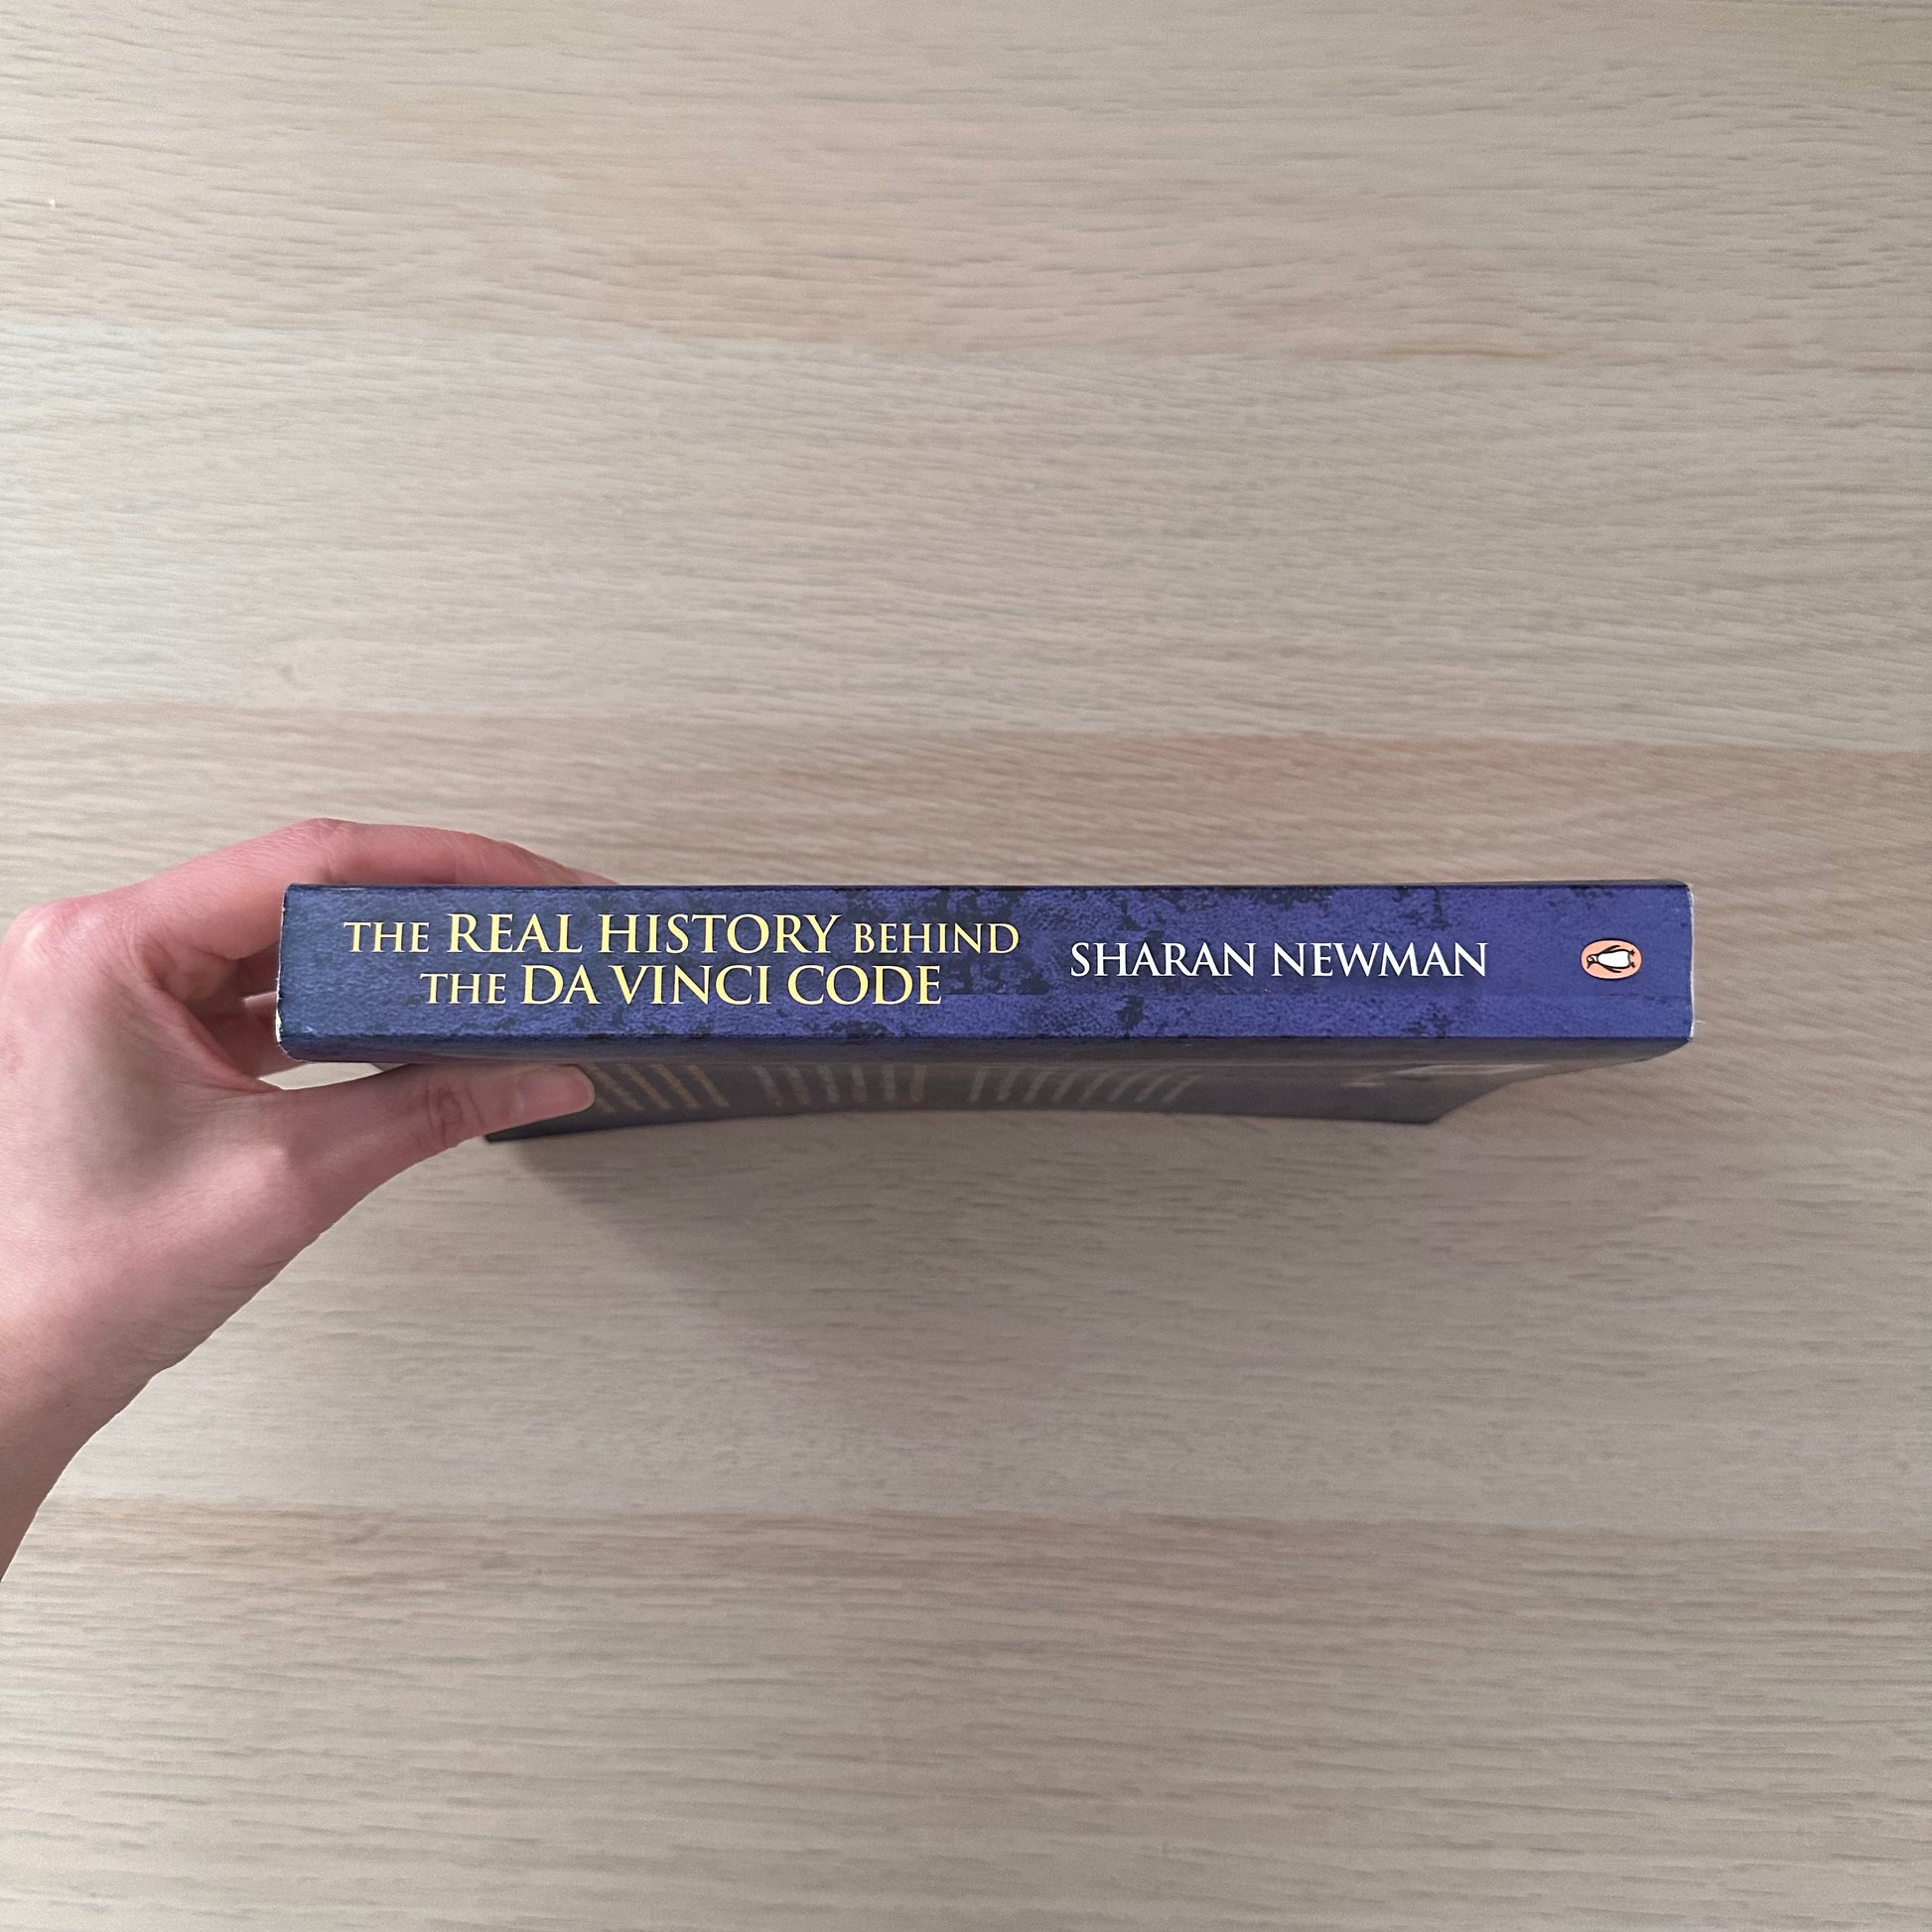 THE REAL HISTORY BEHIND
THE DA VINCI CODE
SHARAN NEWMAN